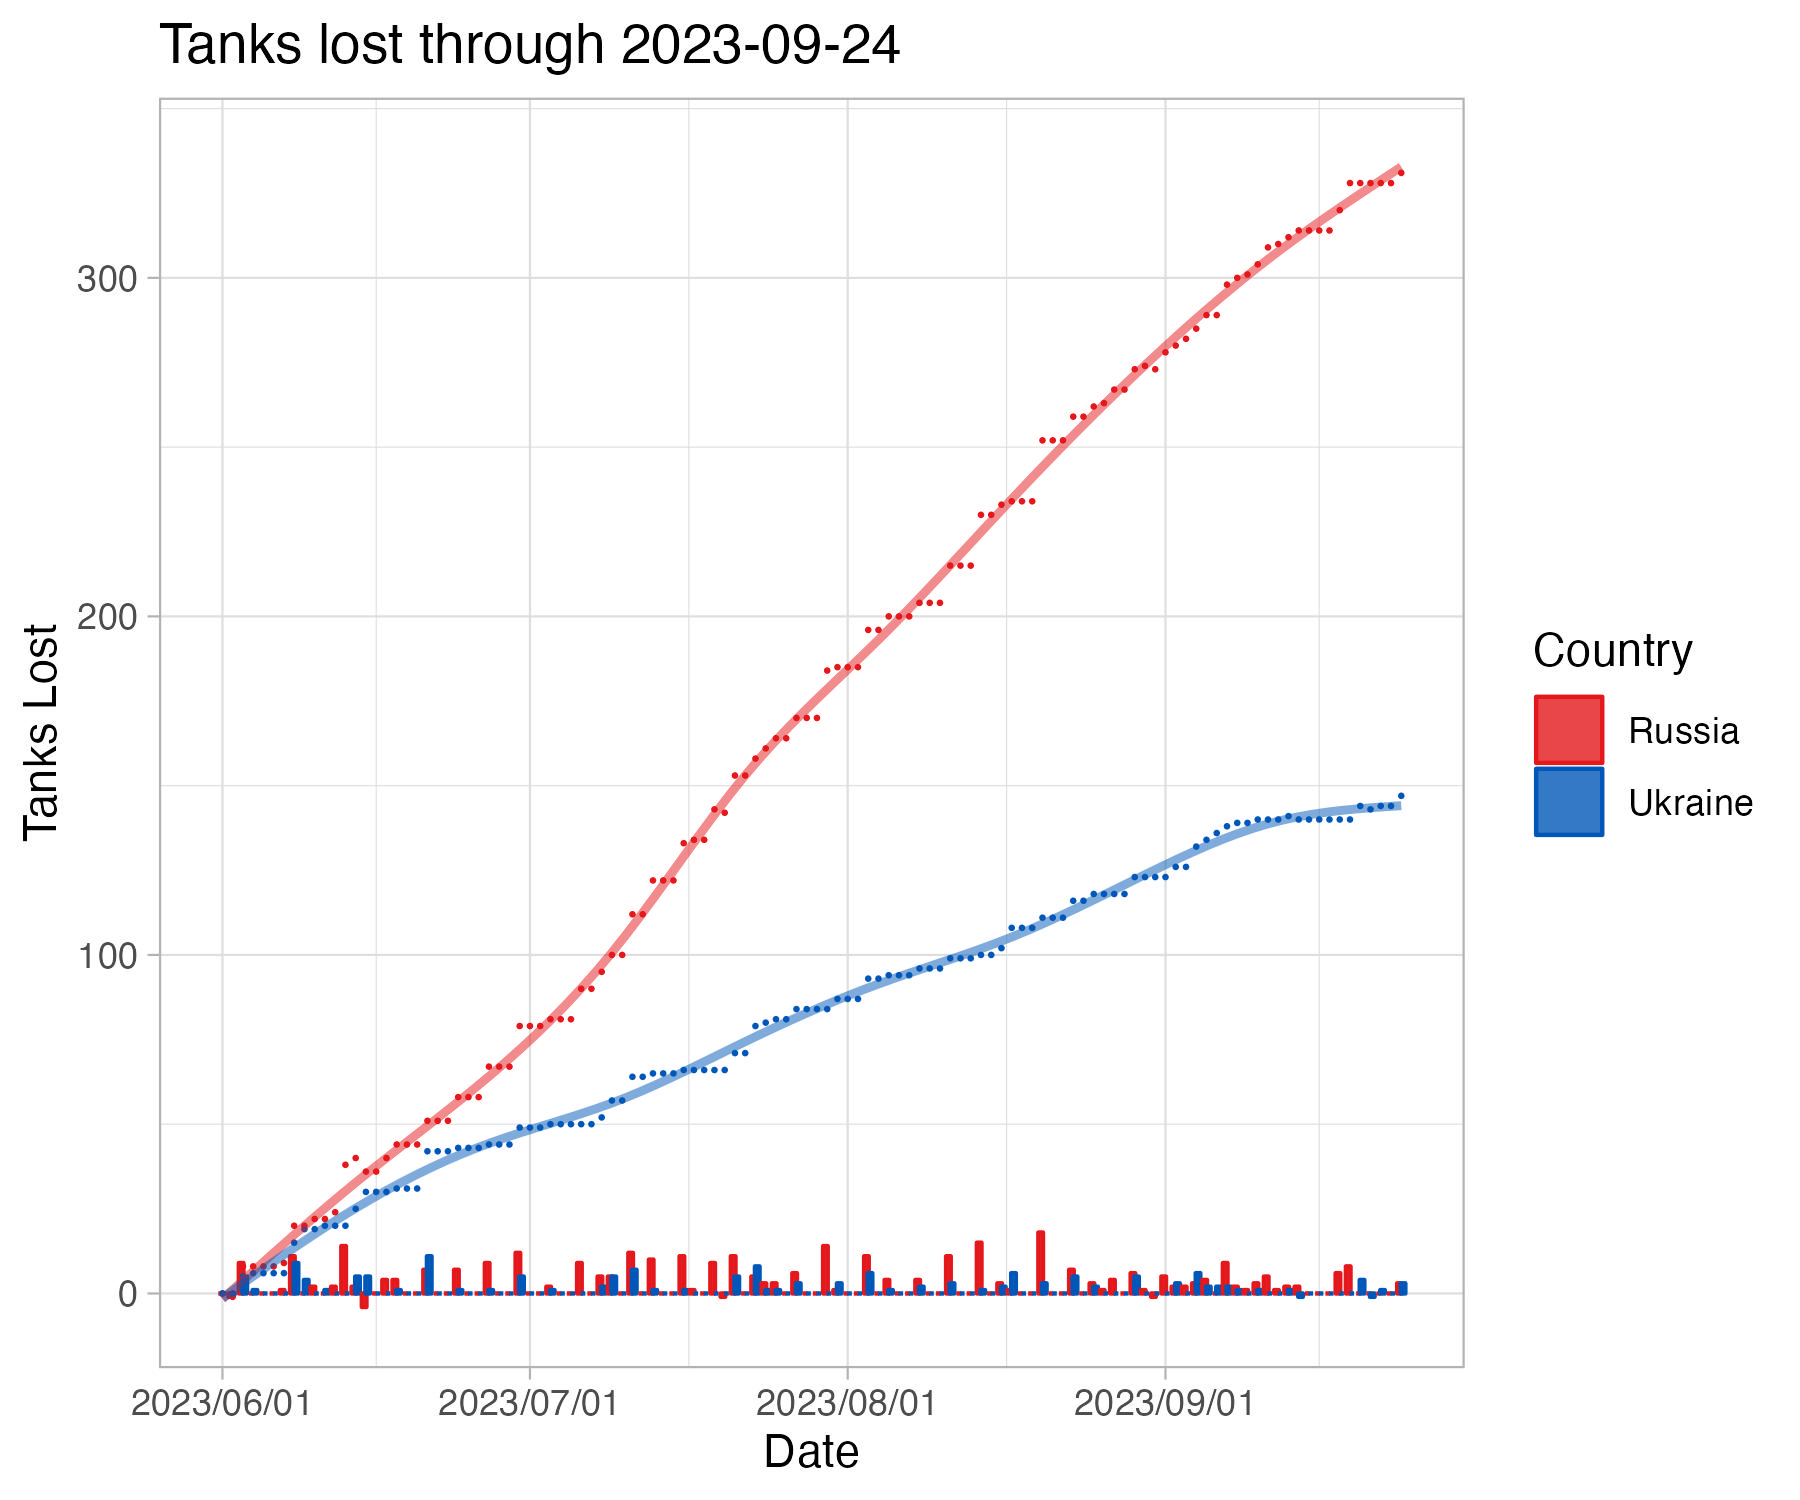 Tanks lost through 2023-09-24
Tanks Lost
300
200
100
0
2023/06/01
2023/07/01
2023/08/01
2023/09/01
Date
Country
Russia
Ukraine